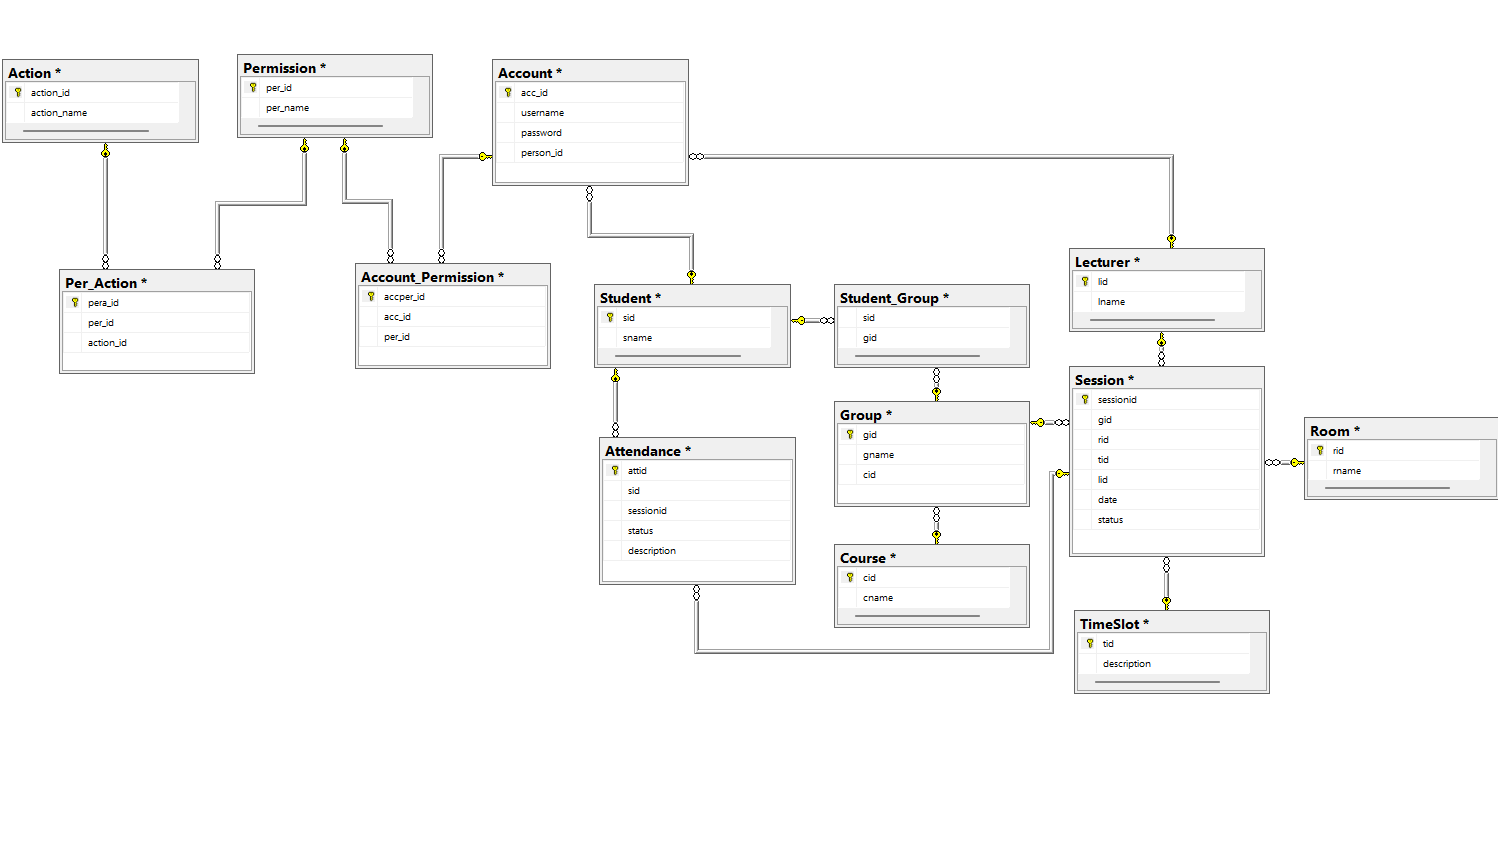 Action *
action_id
action_name
Permission *
per_id
per_name
Account *
acc_id
username
password
person_id
Per_Action *
pera_id
per_id
action_id
Account_Permission *
accper_id
acc_id
per_id
Student *
sid
sname
Student_Group *
sid
gid
Lecturer *
lid
lname
Attendance *
attid
sid
sessionid
status
description
Group *
gid
gname
cid
Session *
sessionid
gid
rid
tid
lid
date
status
Room *
rid
rname
Course *
cid
cname
TimeSlot *
tid
description